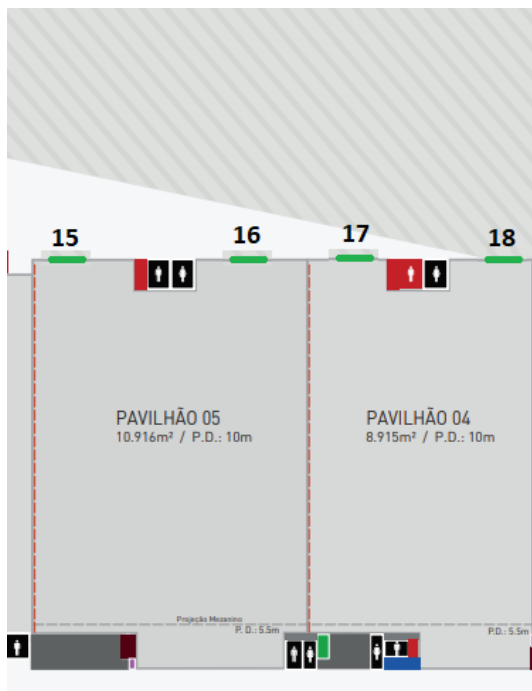 15
16
17
18
PAVILHÃO 05
10.916m² / P.D.: 10m
PAVILHÃO 04
8.915m² / P.D.: 10m
Projeção Mezanino
P. D.: 5.5m
P.D.: 5.5m